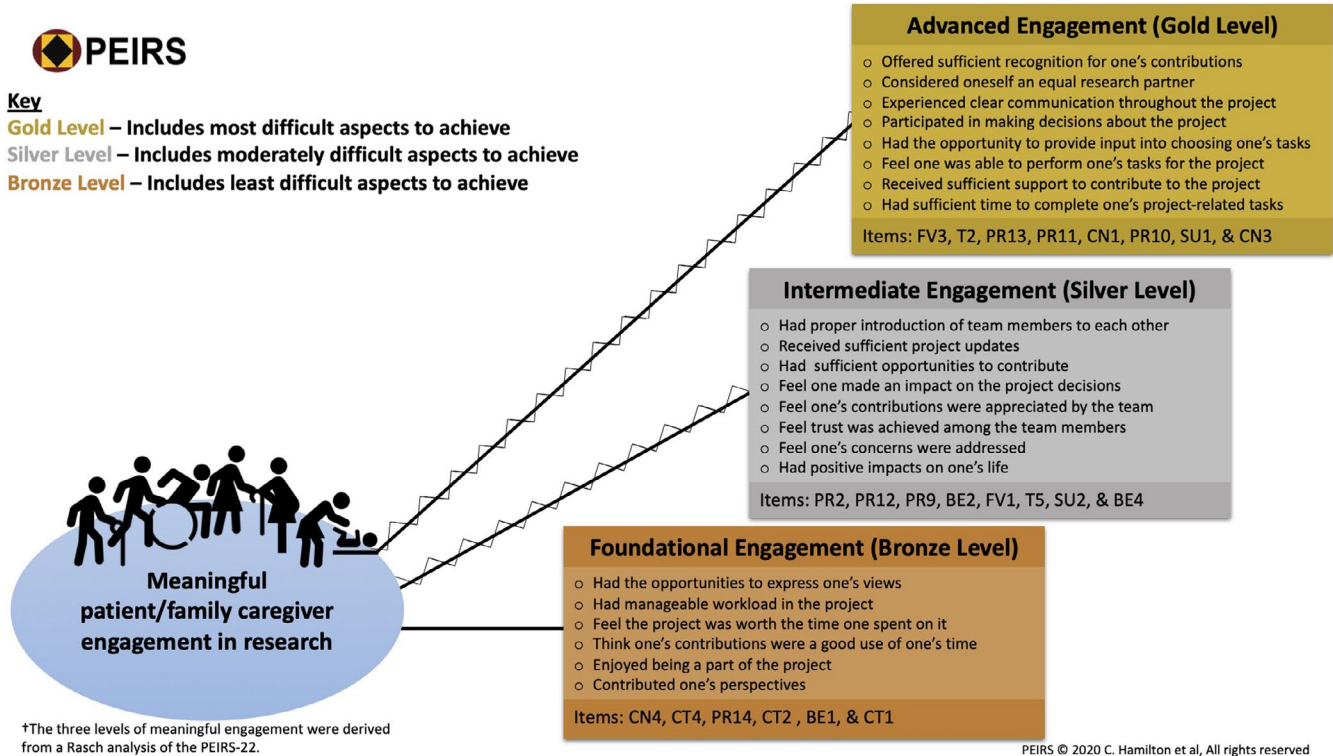 PEIRS
Key
Gold Level – Includes most difficult aspects to achieve
Silver Level – Includes moderately difficult aspects to achieve
Bronze Level – Includes least difficult aspects to achieve
Advanced Engagement (Gold Level)
o Offered sufficient recognition for one’s contributions
o Considered oneself an equal research partner
o Experienced clear communication throughout the project
o Participated in making decisions about the project
o Had the opportunity to provide input into choosing one’s tasks
o Feel one was able to perform one’s tasks for the project
o Received sufficient support to contribute to the project
o Had sufficient time to complete one’s project-related tasks
Items: FV3, T2, PR13, PR11, CN1, PR10, SU1, & CN3
Intermediate Engagement (Silver Level)
o Had proper introduction of team members to each other
o Received sufficient project updates
o Had sufficient opportunities to contribute
o Feel one made an impact on the project decisions
o Feel one’s contributions were appreciated by the team
o Feel trust was achieved among the team members
o Feel one’s concerns were addressed
o Had positive impacts on one’s life
Items: PR2, PR12, PR9, BE2, FV1, T5, SU2, & BE4
Foundational Engagement (Bronze Level)
o Had the opportunities to express one’s views
o Had manageable workload in the project
o Feel the project was worth the time one spent on it
o Think one’s contributions were a good use of one’s time
o Enjoyed being a part of the project
o Contributed one’s perspectives
Items: CN4, CT4, PR14, CT2 , BE1, & CT1
Meaningful
patient/family caregiver
engagement in research
†The three levels of meaningful engagement were derived
from a Rasch analysis of the PEIRS-22.
PEIRS © 2020 C. Hamilton et al, All rights reserved